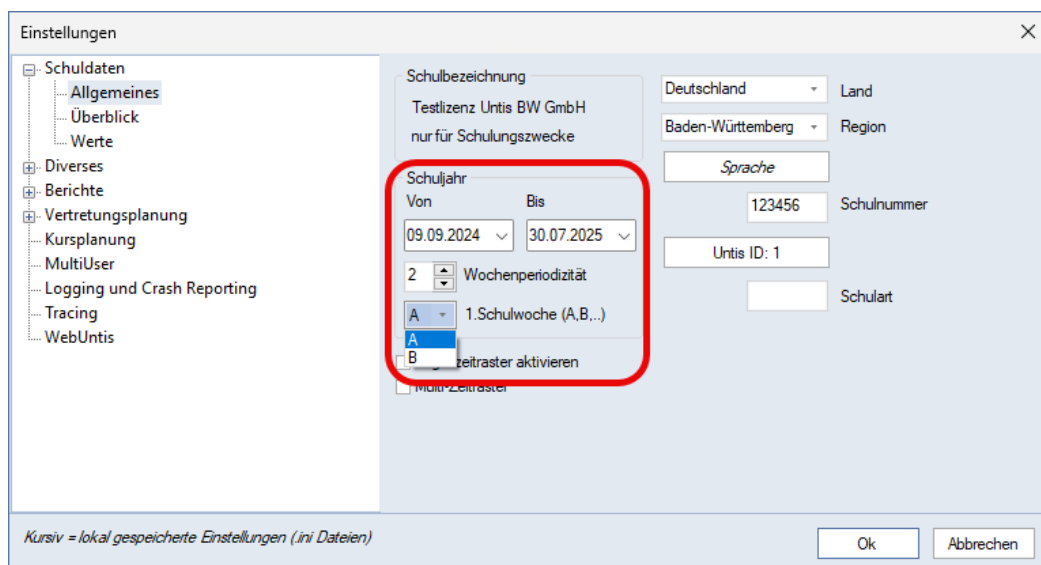 Einstellungen
Schuldaten
Allgemeines
Überblick
Werte
Diverses
Berichte
Vertretungsplanung
Kursplanung
MultiUser
Logging und Crash Reporting
Tracing
WebUntis
Schulbezeichnung
Testlizenz Untis BW GmbH
nur für Schulungszwecke
Schuljahr
Von Bis
09.09.2024 30.07.2025
2 Wochenperiodizität
A 1.Schulwoche (A,B,..)
A
B
zeitraster aktivieren
Multi-Zeitraster
Deutschland Land
Baden-Württemberg Region
Sprache
123456 Schulnummer
Untis ID: 1
Schulart
Kursiv = lokal gespeicherte Einstellungen (.ini Dateien)
Ok Abbrechen